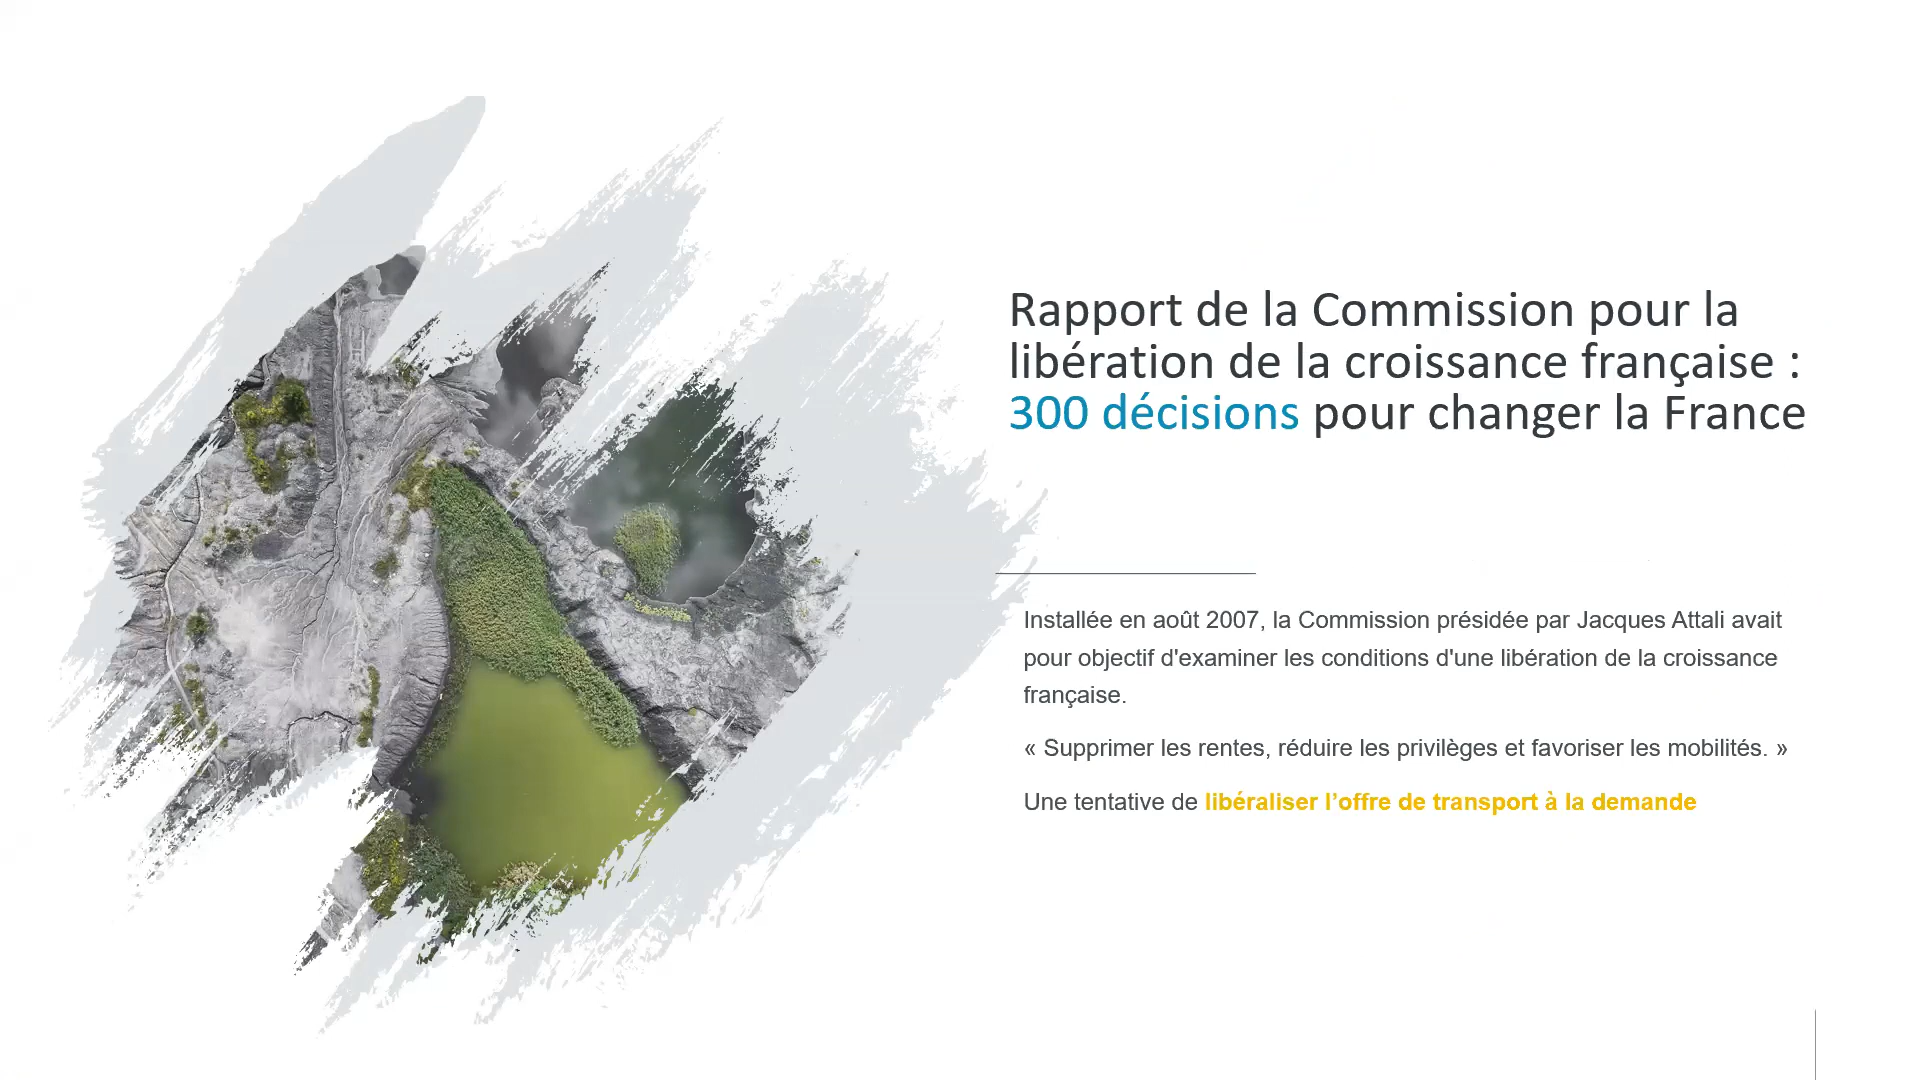 Rapport de la Commission pour la
libération de la croissance française :
300 décisions pour changer la France
Installée en août 2007, la Commission présidée par Jacques Attali avait
pour objectif d'examiner les conditions d'une libération de la croissance
française.
« Supprimer les rentes, réduire les privilèges et favoriser les mobilités. »
Une tentative de libéraliser l’offre de transport à la demande